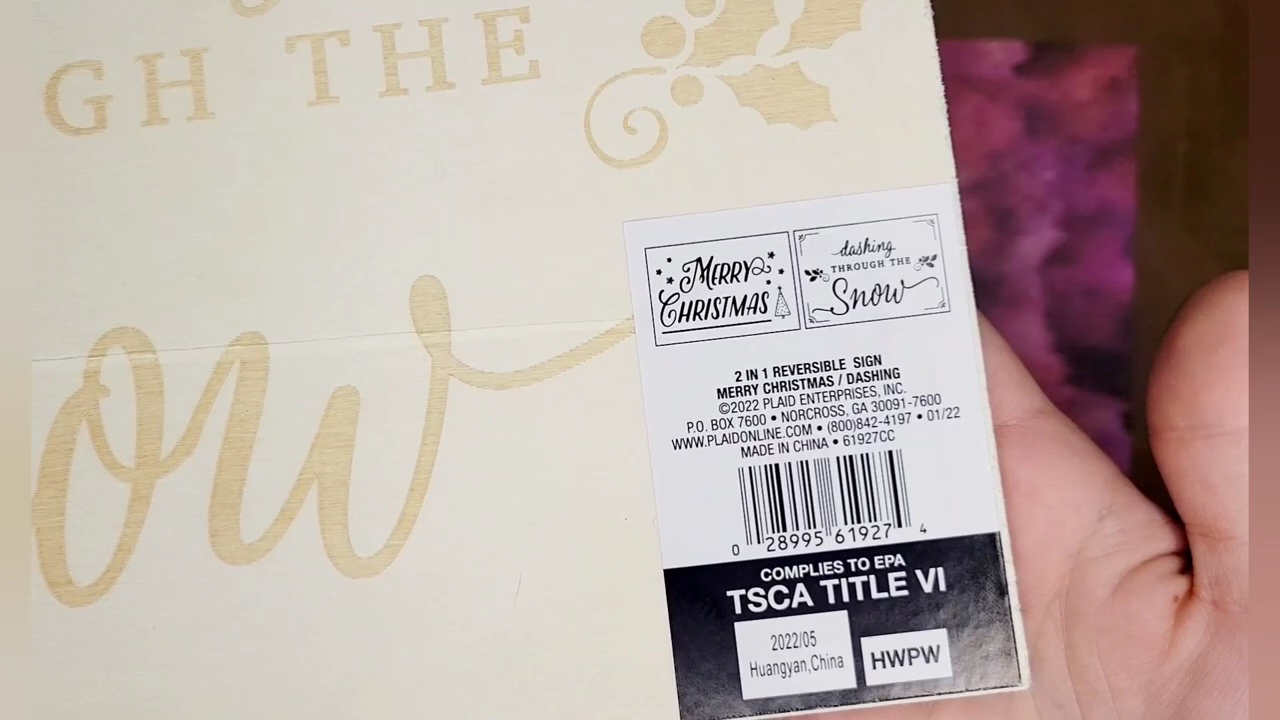 GH THE
ow
MERRY
CHRISTMAS
dashing
THROUGH THE
Snow
2 IN 1 REVERSIBLE SIGN
MERRY CHRISTMAS / DASHING
©2022 PLAID ENTERPRISES, INC.
P.O. BOX 7600 • NORCROSS, GA 30091-7600
WWW.PLAIDONLINE.COM • (800)842-4197 • 01/22
MADE IN CHINA • 61927CC
0 28995 61927 4
COMPLIES TO EPA
TSCA TITLE VI
2022/05
Huangyan,China
HWPW